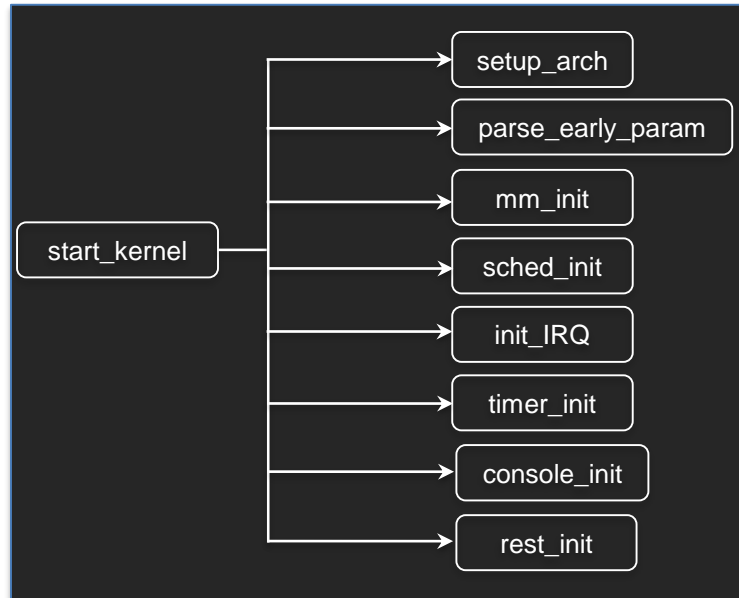 setup_arch
parse_early_param
mm_init
start_kernel
sched_init
init_IRQ
timer_init
console_init
rest_init